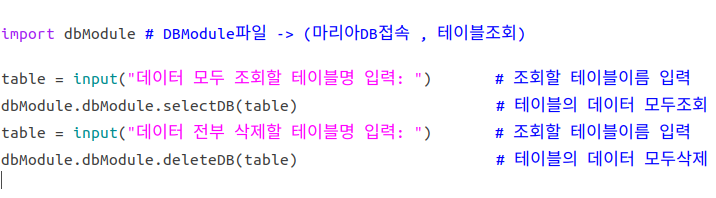 import dbModule # DBModule파일 -> (마리아DB접속 , 테이블조회)
table = input("데이터 모두 조회할 테이블명 입력: ") # 조회할 테이블이름 입력
dbModule.dbModule.selectDB(table) # 테이블의 데이터 모두조회
table = input("데이터 전부 삭제할 테이블명 입력: ") # 조회할 테이블이름 입력
dbModule.dbModule.deleteDB(table) # 테이블의 데이터 모두삭제